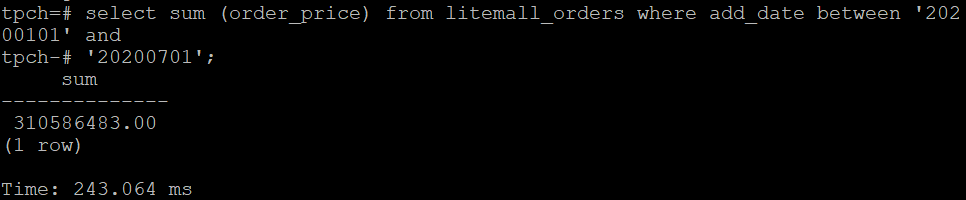 tpch=# select sum (order_price) from litemall_orders where add_date between '202
00101' and
tpch-# '20200701';
sum
--------------
310586483.00
(1 row)
Time: 243.064 ms